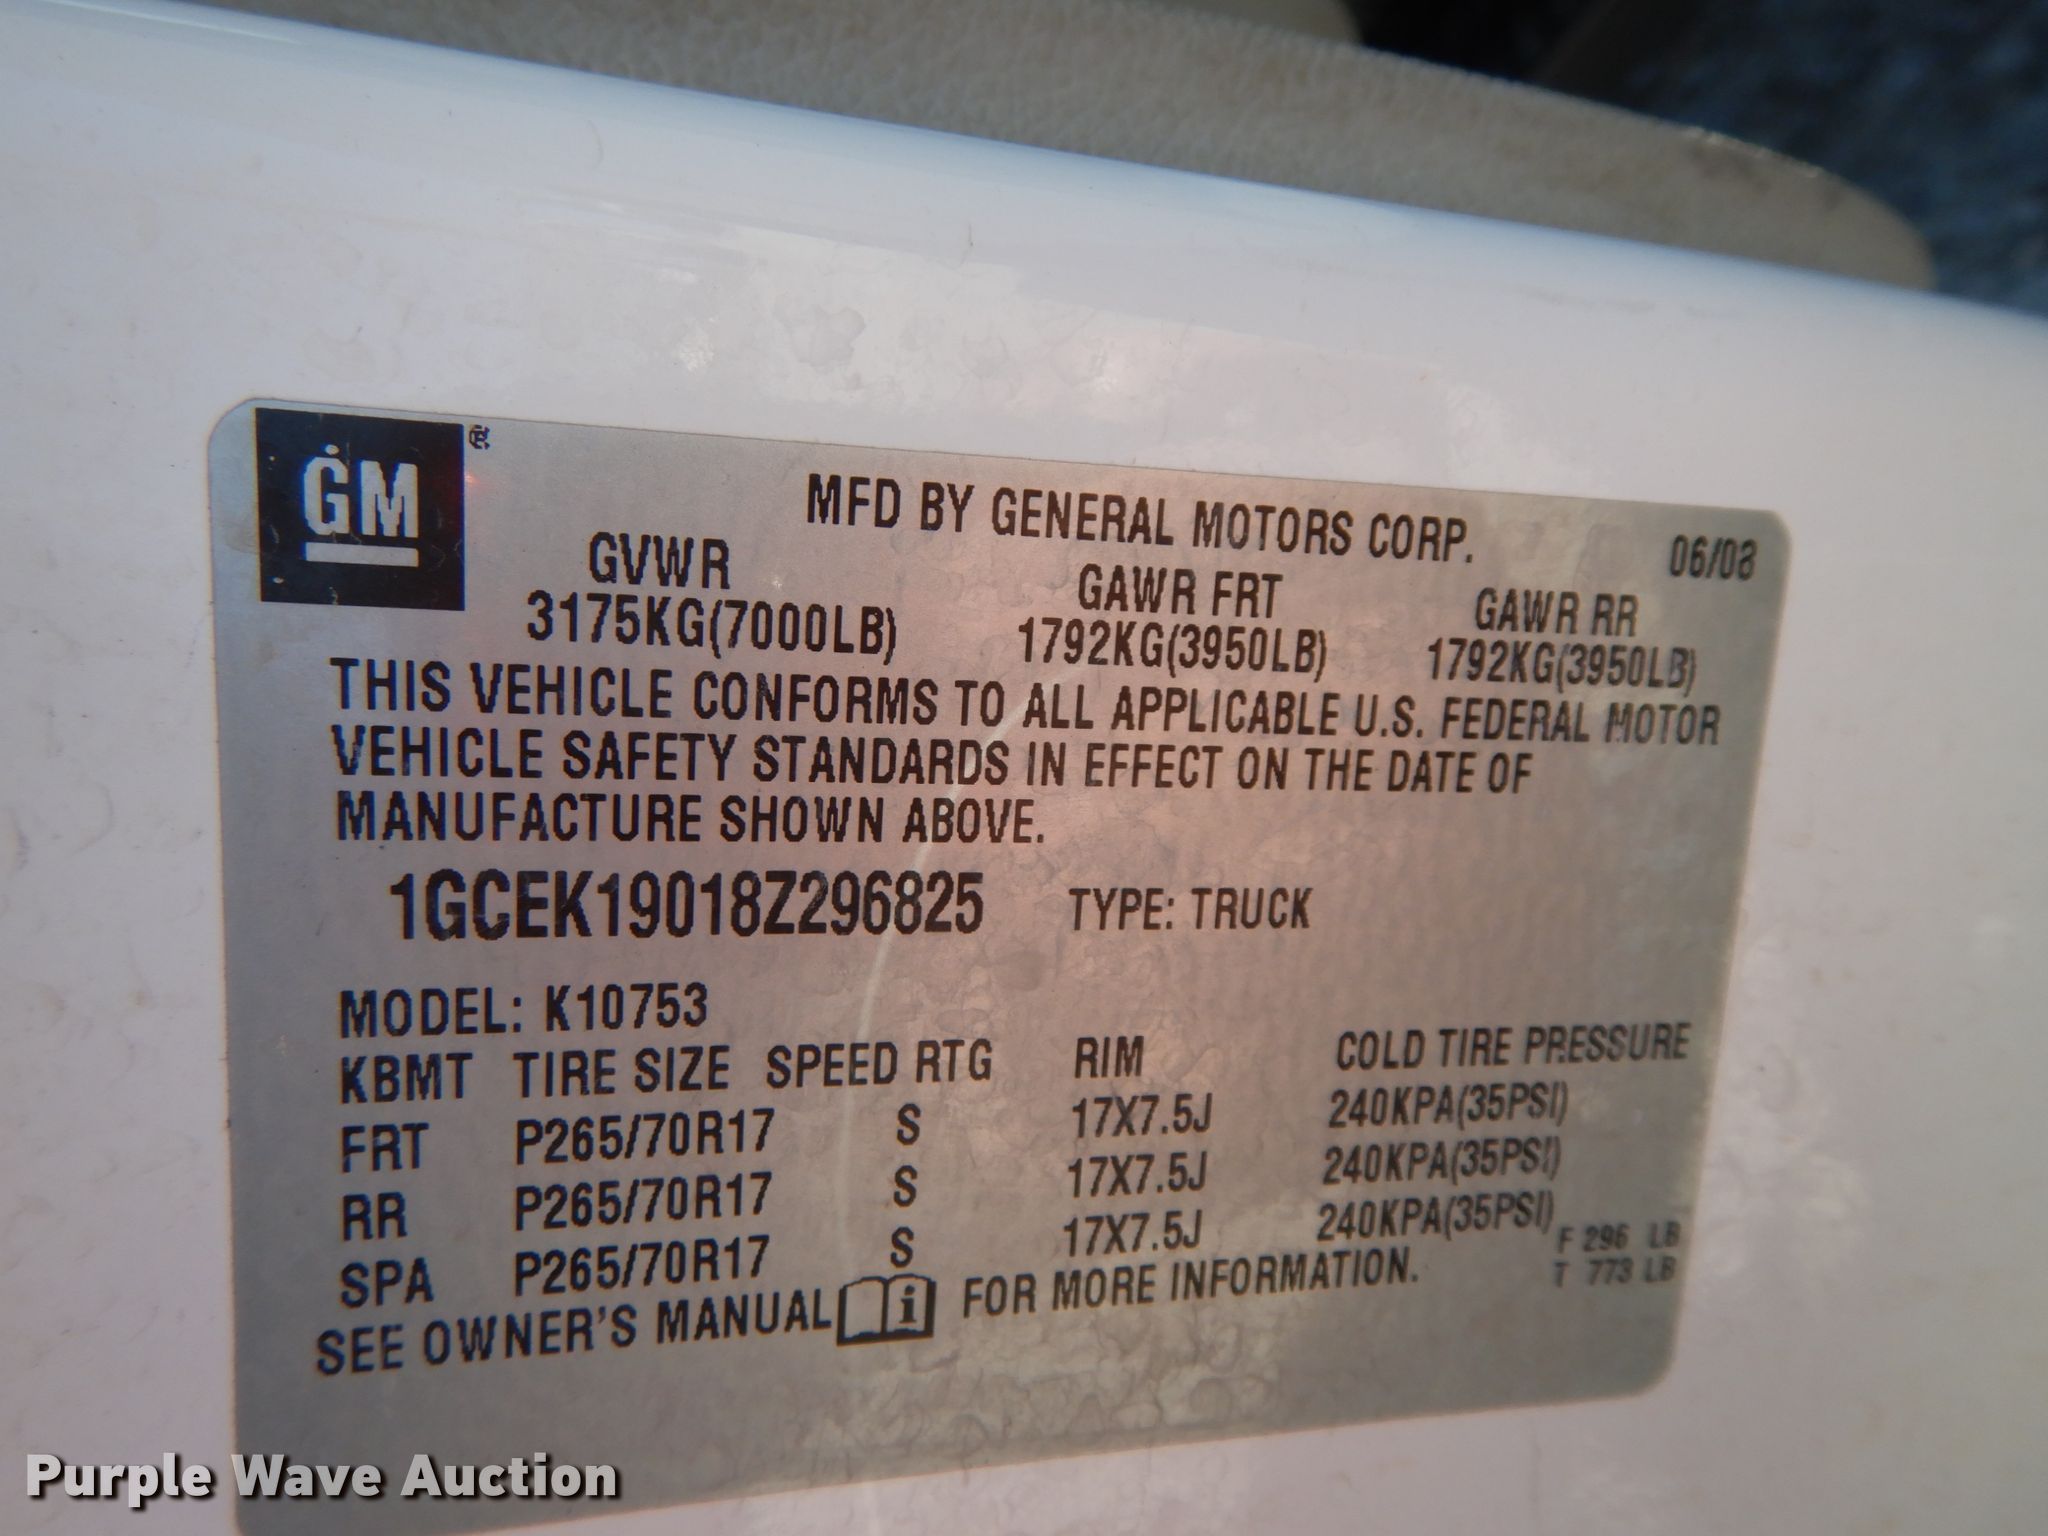 GM ®
MFD BY GENERAL MOTORS CORP. 06/08
GVWR GAWR FRT GAWR RR
3175KG(7000LB) 1792KG(3950LB) 1792KG(3950LB)
THIS VEHICLE CONFORMS TO ALL APPLICABLE U.S. FEDERAL MOTOR
VEHICLE SAFETY STANDARDS IN EFFECT ON THE DATE OF
MANUFACTURE SHOWN ABOVE.
1GCEK19018Z296825 TYPE: TRUCK
MODEL: K10753
KBMT TIRE SIZE SPEED RTG RIM COLD TIRE PRESSURE
FRT P265/70R17 S 17X7.5J 240KPA(35PSI)
RR P265/70R17 S 17X7.5J 240KPA(35PSI)
SPA P265/70R17 S 17X7.5J 240KPA(35PSI)
F 296 LB
T 773 LB
SEE OWNER'S MANUAL i FOR MORE INFORMATION.
Purple Wave Auction